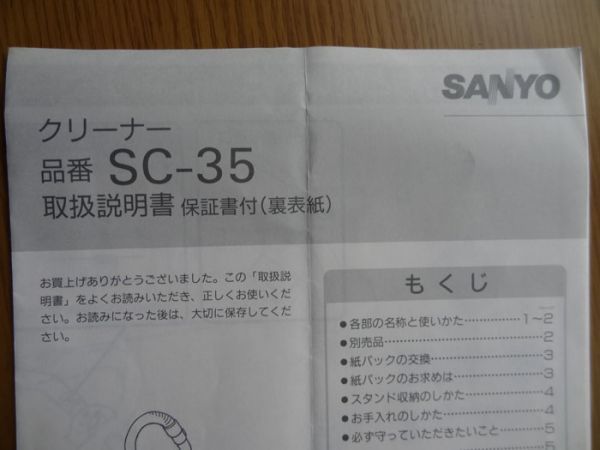 SANYO
クリーナー
品番 SC-35
取扱説明書 保証書付(裏表紙)
お買上げありがとうございました。この「取扱説
明書」をよくお読みいただき、正しくお使いくだ
さい。お読みになった後は、大切に保存してくだ
さい。
もくじ
●各部の名称と使いかた……………1~2
●別売品……………………………2
●紙パックの交換……………………3
●紙パックのお求めは………………3
●スタンド収納のしかた……………4
●お手入れのしかた…………………4
●必ず守っていただきたいこと………5